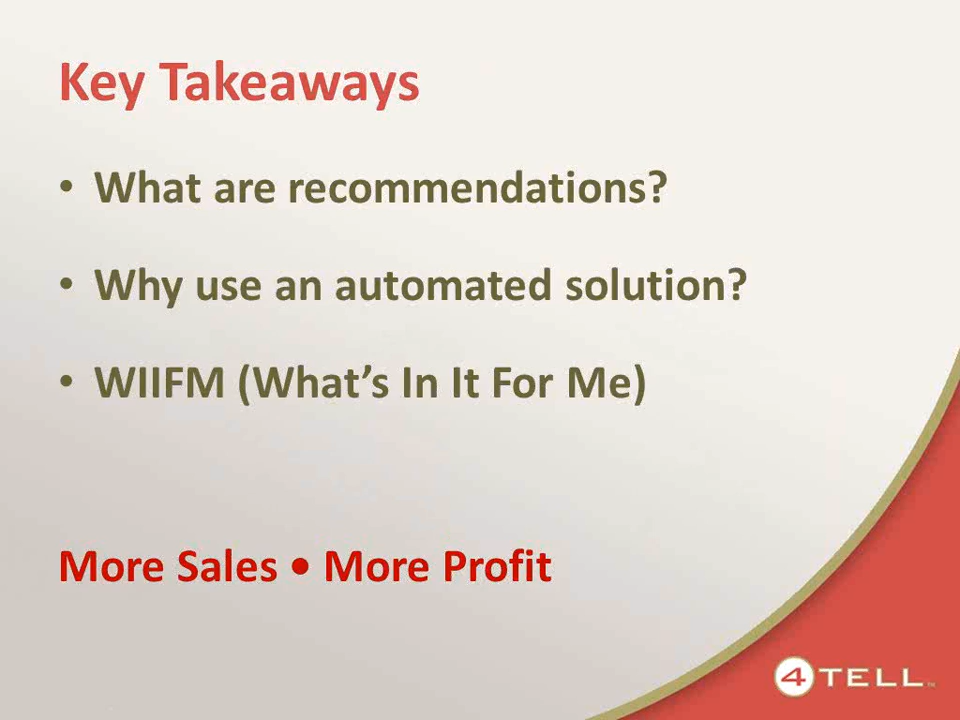 Key Takeaways
• What are recommendations?
• Why use an automated solution?
• WIIFM (What’s In It For Me)
More Sales • More Profit
4TELL™